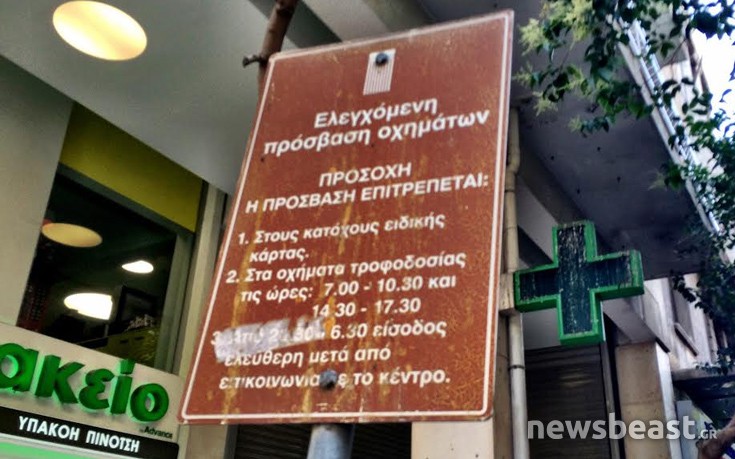 Ελεγχόμενη
πρόσβαση οχημάτων
ΠΡΟΣΟΧΗ
Η ΠΡΟΣΒΑΣΗ ΕΠΙΤΡΕΠΕΤΑΙ:
1. Στους κατόχους ειδικής
κάρτας.
2. Στα οχήματα τροφοδοσίας
τις ώρες: 7.00 - 10.30 και
14 30 - 17.30
6.30 είσοδος
ελεύθερη μετά από
επικοινωνία με το κέντρο.
ακείο
Advance
ΥΠΑΚΟΗ ΠΙΝΟΤΣΗ
newsbeast.GR